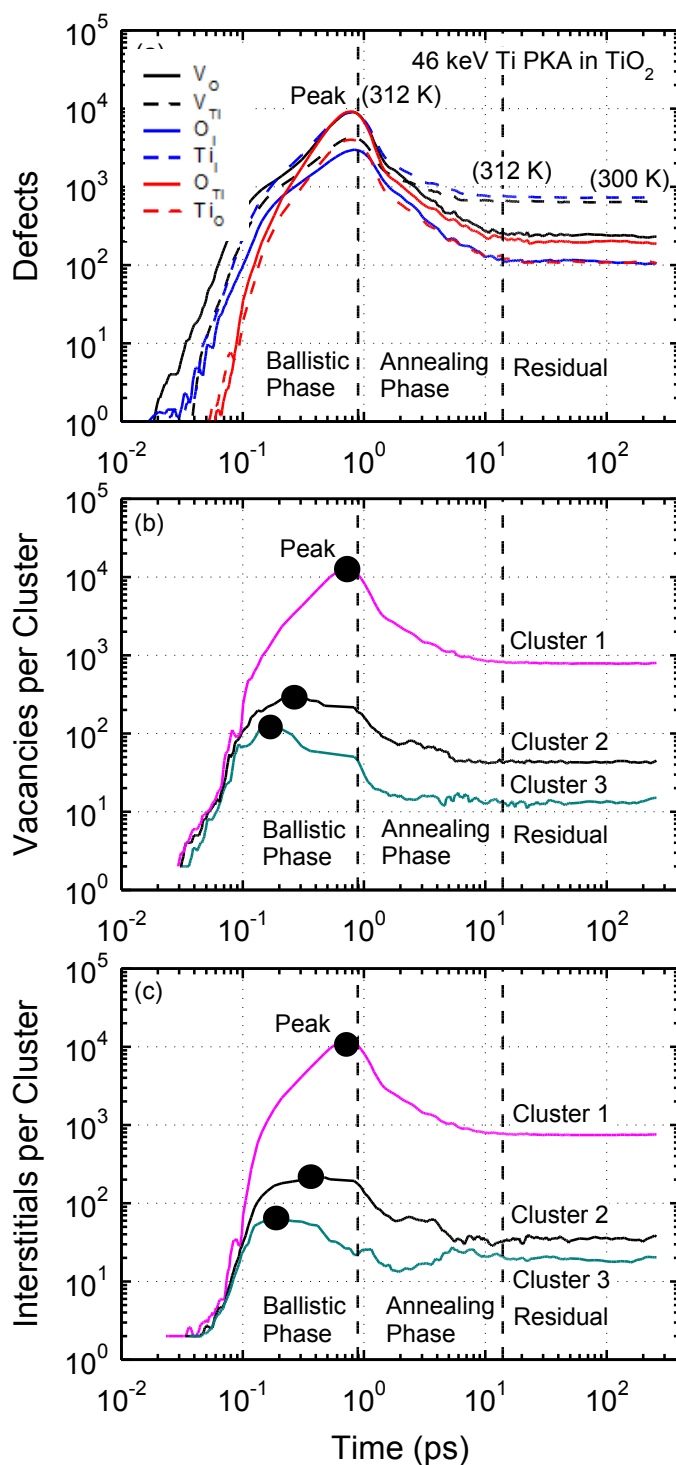 10^5
46 keV Ti PKA in TiO_2
V_O
V_TI
O_I
Ti_I
O_TI
Ti_O
Peak (312 K)
(312 K) (300 K)
10^4
10^3
10^2
10^1
10^0
Defects
Ballistic Phase
Annealing Phase
Residual
10^-2 10^-1 10^0 10^1 10^2
10^5
(b)
Peak
10^4
10^3
10^2
10^1
10^0
Vacancies per Cluster
Cluster 1
Cluster 2
Cluster 3
Ballistic Phase
Annealing Phase
Residual
10^-2 10^-1 10^0 10^1 10^2
10^5
(c)
Peak
10^4
10^3
10^2
10^1
10^0
Interstitials per Cluster
Cluster 1
Cluster 2
Cluster 3
Ballistic Phase
Annealing Phase
Residual
10^-2 10^-1 10^0 10^1 10^2
Time (ps)